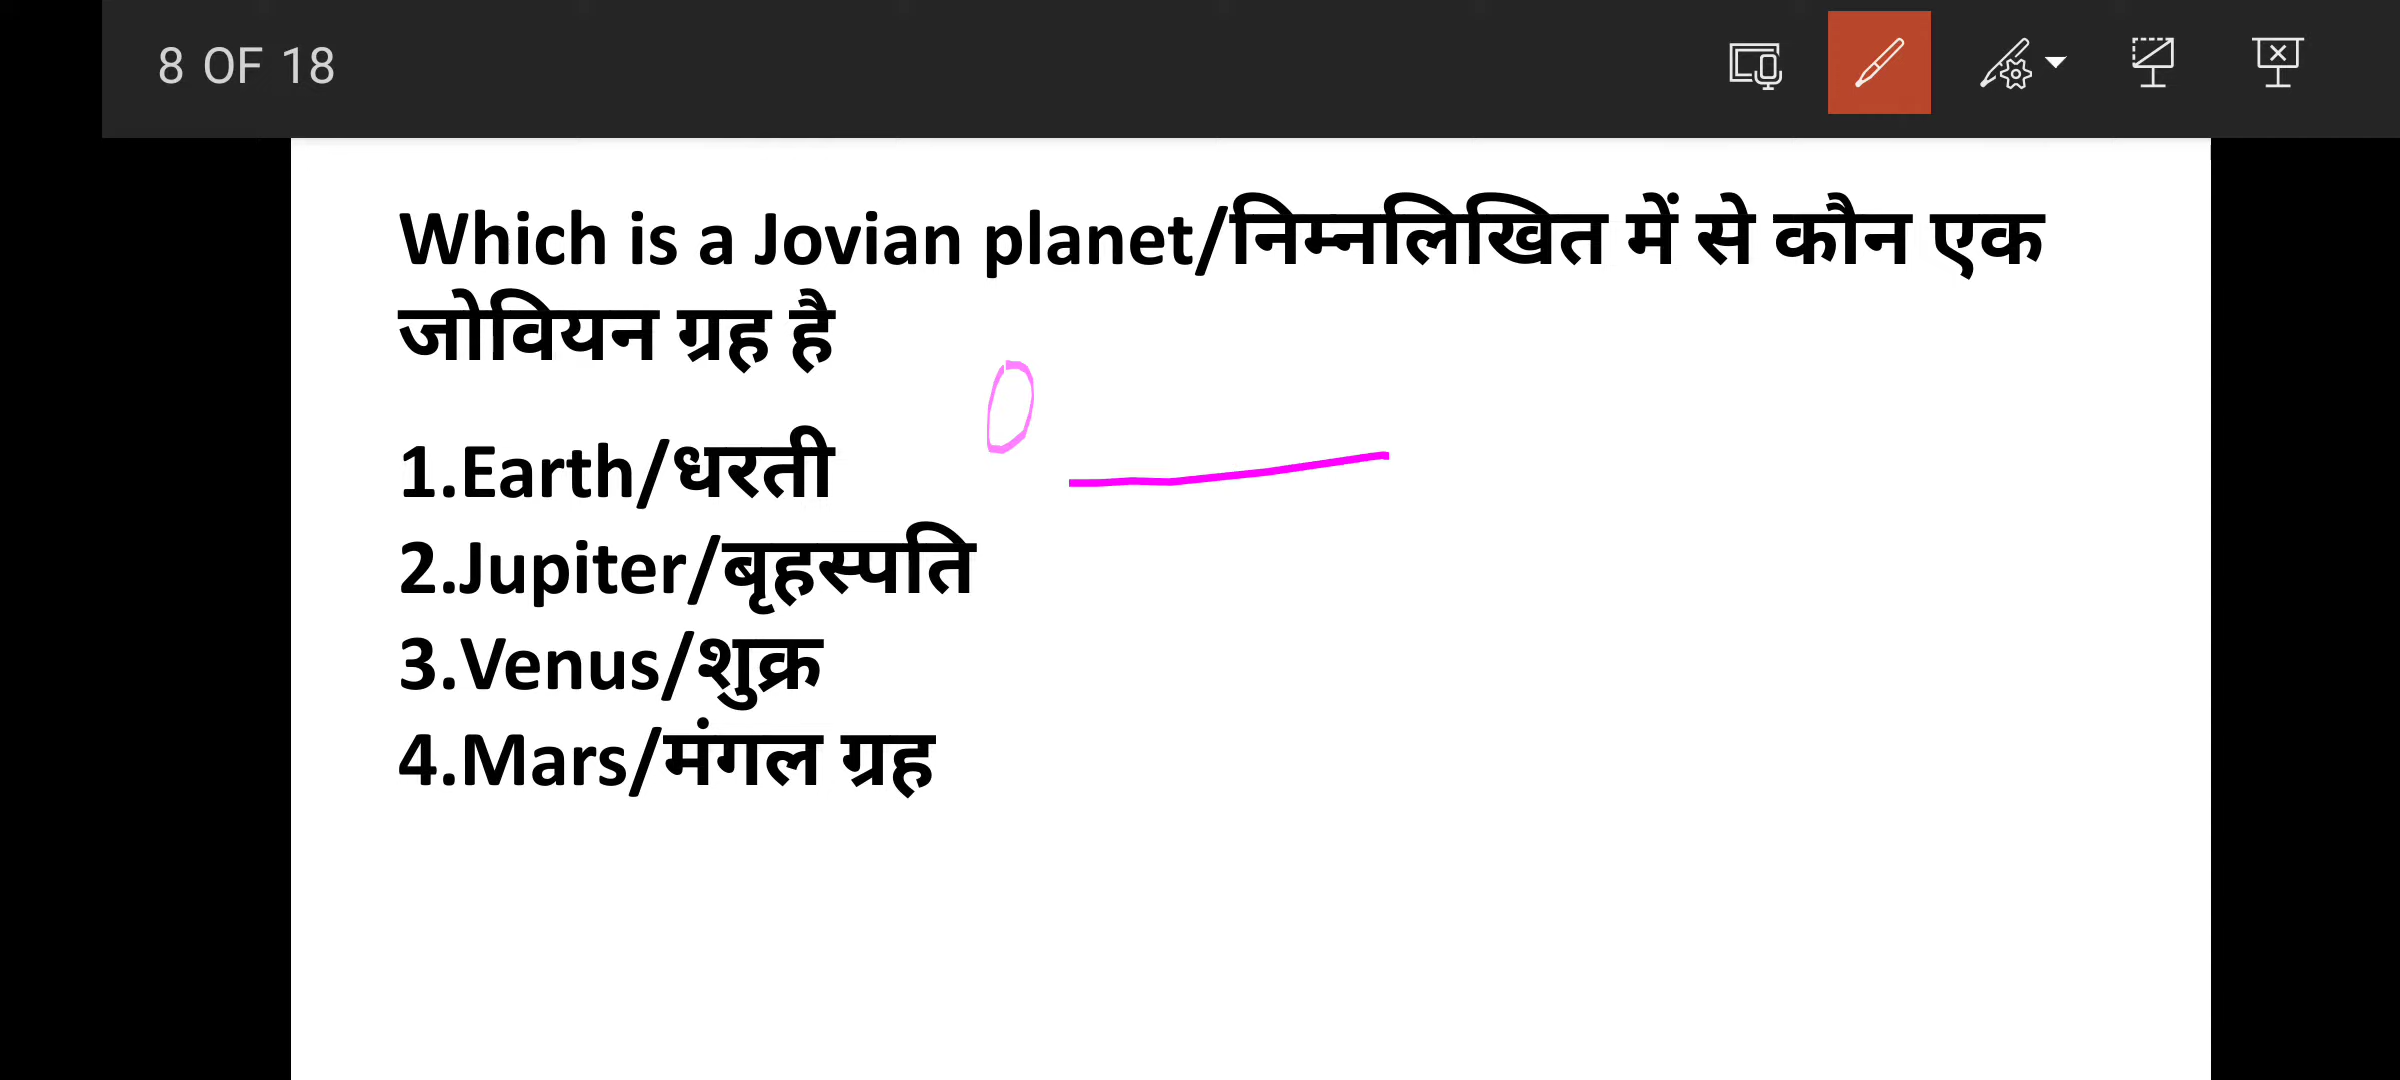 8 OF 18
Which is a Jovian planet/निम्नलिखित में से कौन एक
जोवियन ग्रह है
1.Earth/धरती
2.Jupiter/बृहस्पति
3.Venus/शुक्र
4.Mars/मंगल ग्रह